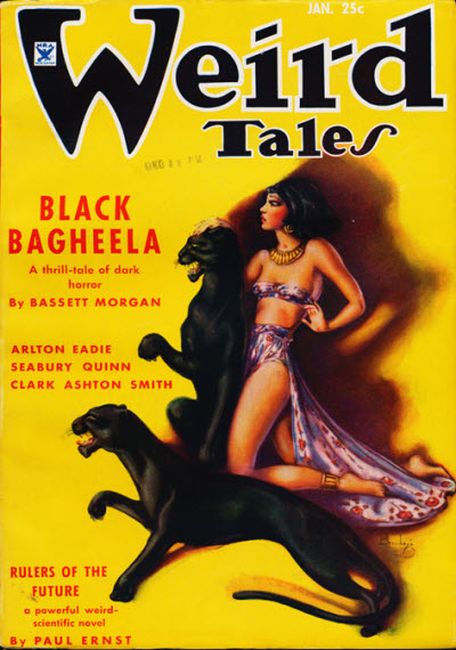 JAN. 25c
NRA
Weird
Tales
BLACK
BAGHEELA
A thrill-tale of dark
horror
By BASSETT MORGAN
ARLTON EADIE
SEABURY QUINN
CLARK ASHTON SMITH
RULERS OF THE
FUTURE
a powerful weird-
scientific novel
By PAUL ERNST